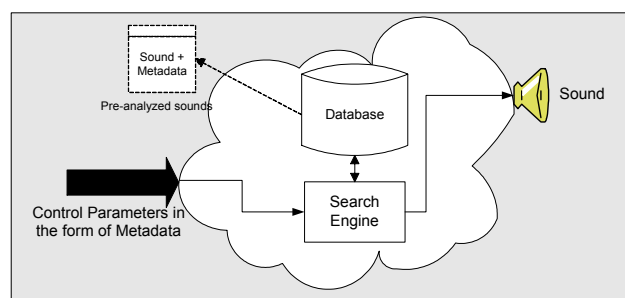 Sound +
Metadata
Pre-analyzed sounds
Database
Sound
Search
Engine
Control Parameters in
the form of Metadata